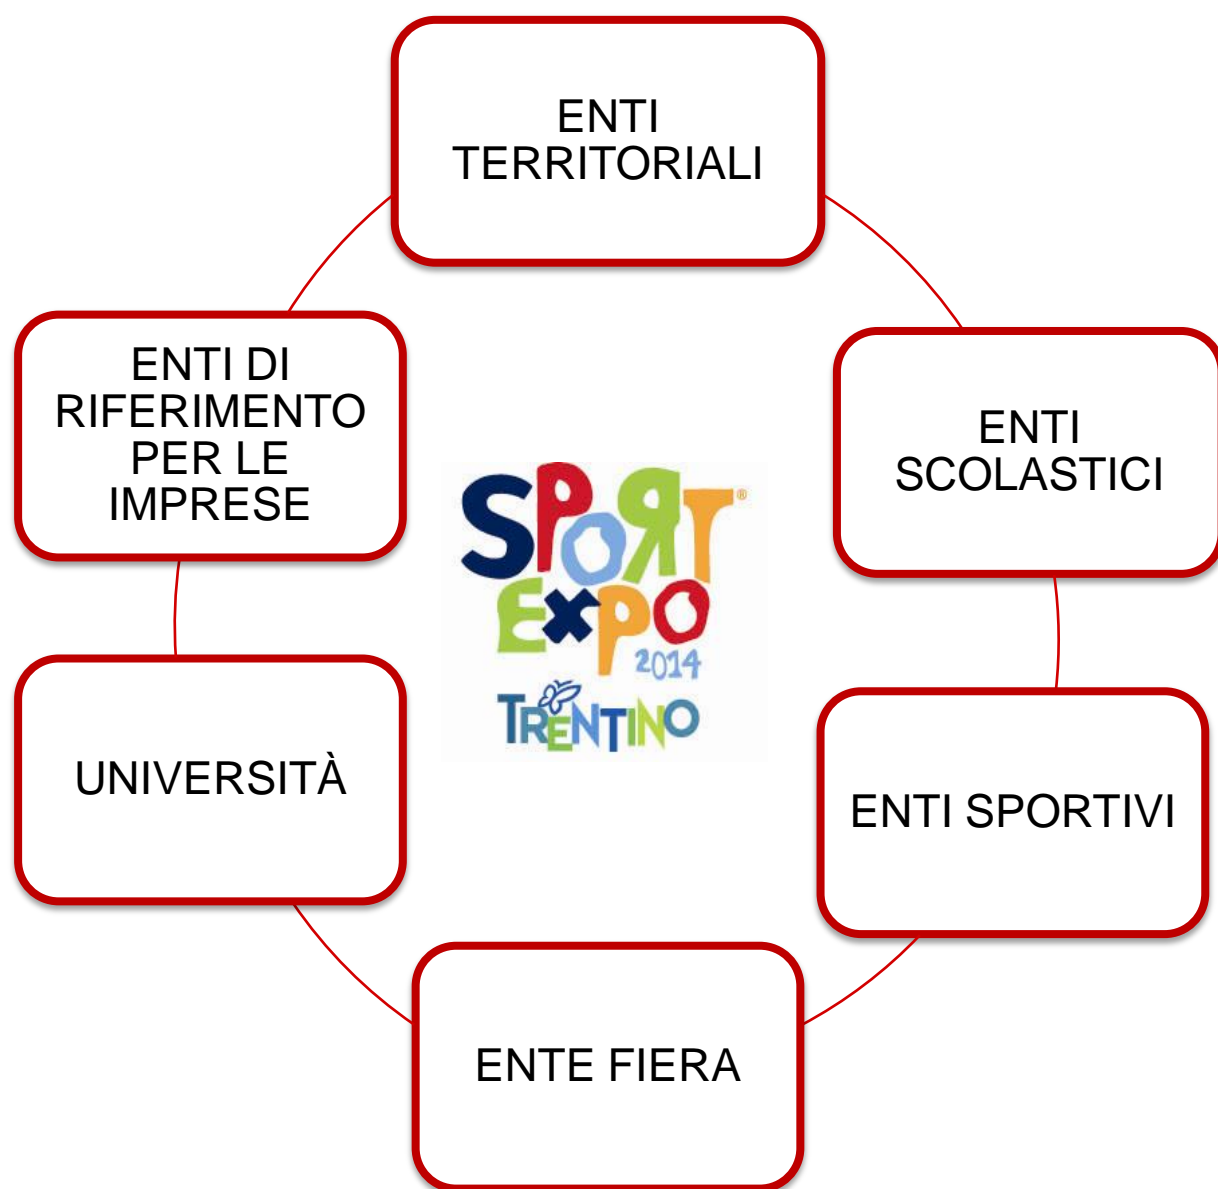 ENTI
TERRITORIALI
ENTI DI
RIFERIMENTO
PER LE
IMPRESE
ENTI
SCOLASTICI
SPORT®
EXPO
2014
TRENTINO
UNIVERSITÀ
ENTI SPORTIVI
ENTE FIERA